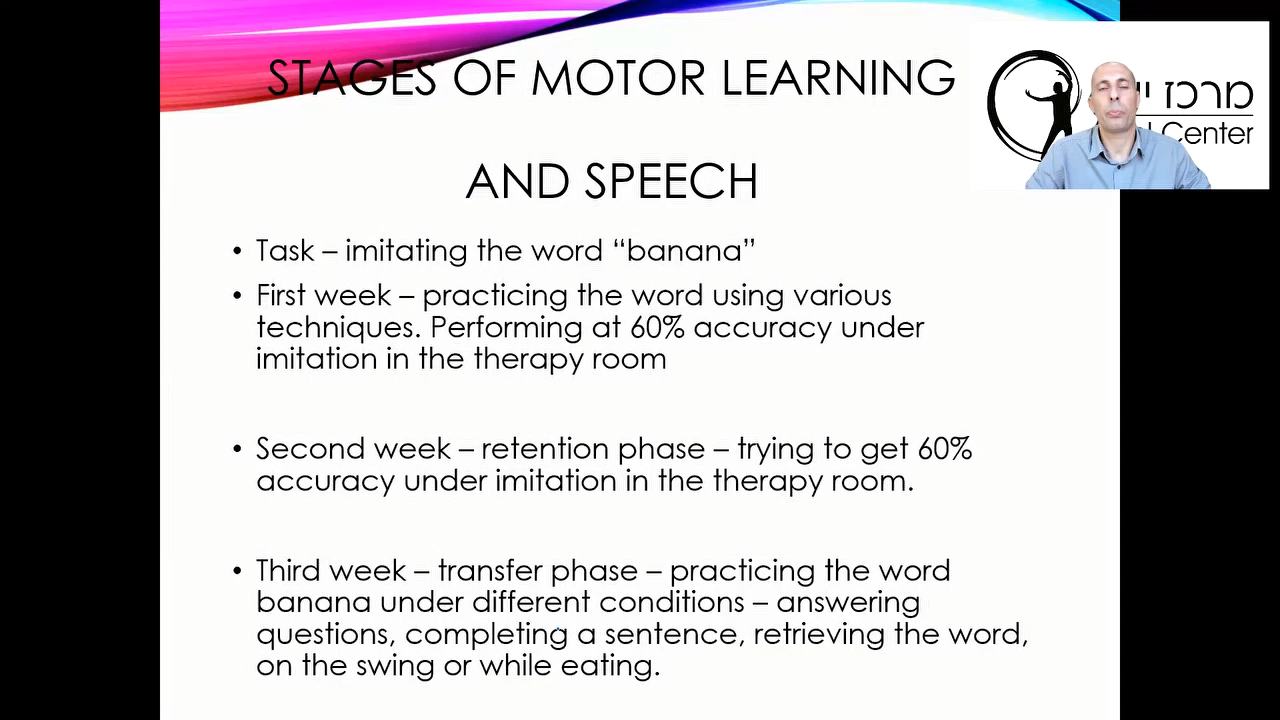 STAGES OF MOTOR LEARNING
AND SPEECH
מרכז
Center
• Task – imitating the word “banana”
• First week – practicing the word using various
techniques. Performing at 60% accuracy under
imitation in the therapy room
• Second week – retention phase – trying to get 60%
accuracy under imitation in the therapy room.
• Third week – transfer phase – practicing the word
banana under different conditions – answering
questions, completing a sentence, retrieving the word,
on the swing or while eating.